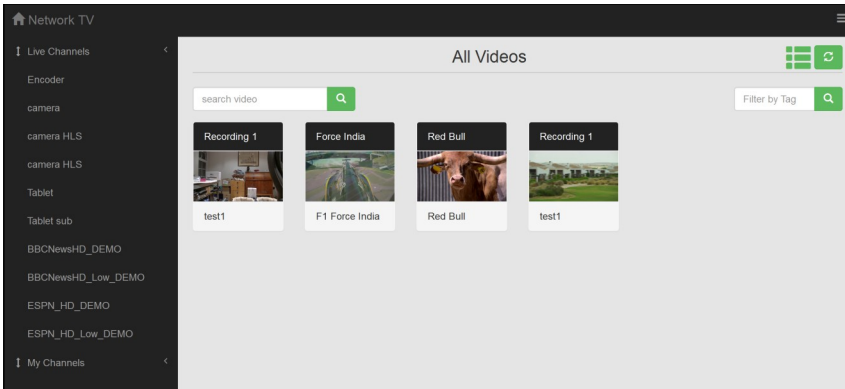 Network TV
Live Channels
Encoder
camera
camera HLS
camera HLS
Tablet
Tablet sub
BBCNewsHD_DEMO
BBCNewsHD_Low_DEMO
ESPN_HD_DEMO
ESPN_HD_Low_DEMO
My Channels
All Videos
search video
Filter by Tag
Recording 1
Force India
Red Bull
Recording 1
test1
F1 Force India
Red Bull
test1